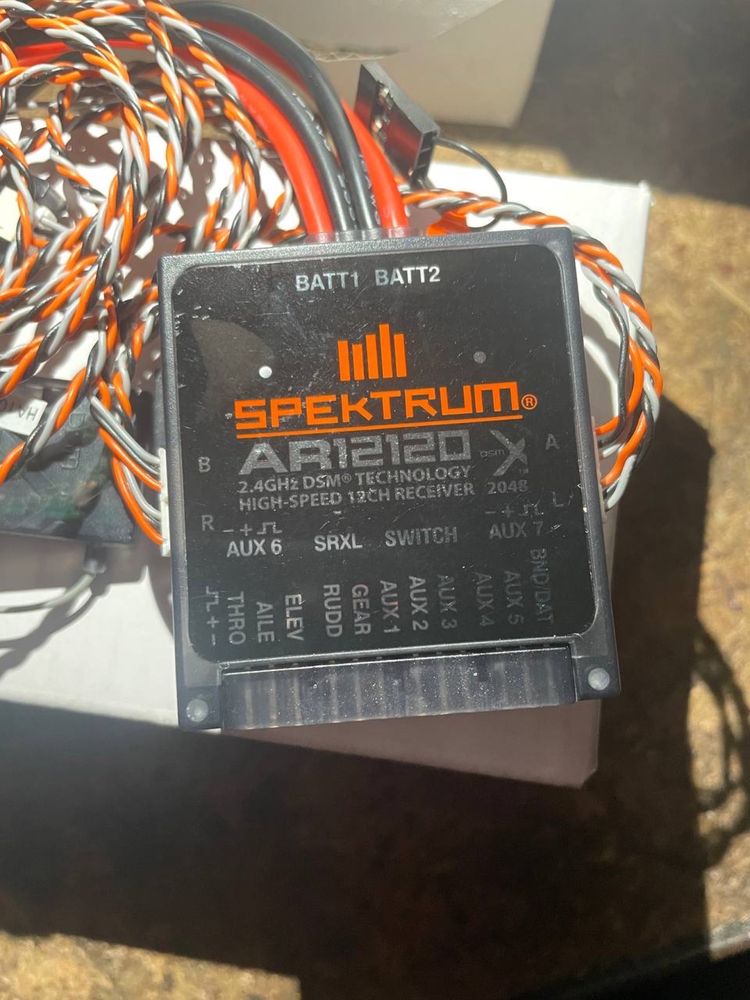 BATT1 BATT2
SPEKTRUM®
AR12120 DSM X
B A
2.4GHz DSM® TECHNOLOGY
HIGH-SPEED 12CH RECEIVER 2048
R L
- + - +
AUX 6 SRXL SWITCH AUX 7
THRO
AILE
ELEV
RUDD
GEAR
AUX 1
AUX 2
AUX 3
AUX 4
AUX 5
BND/DAT
+ -